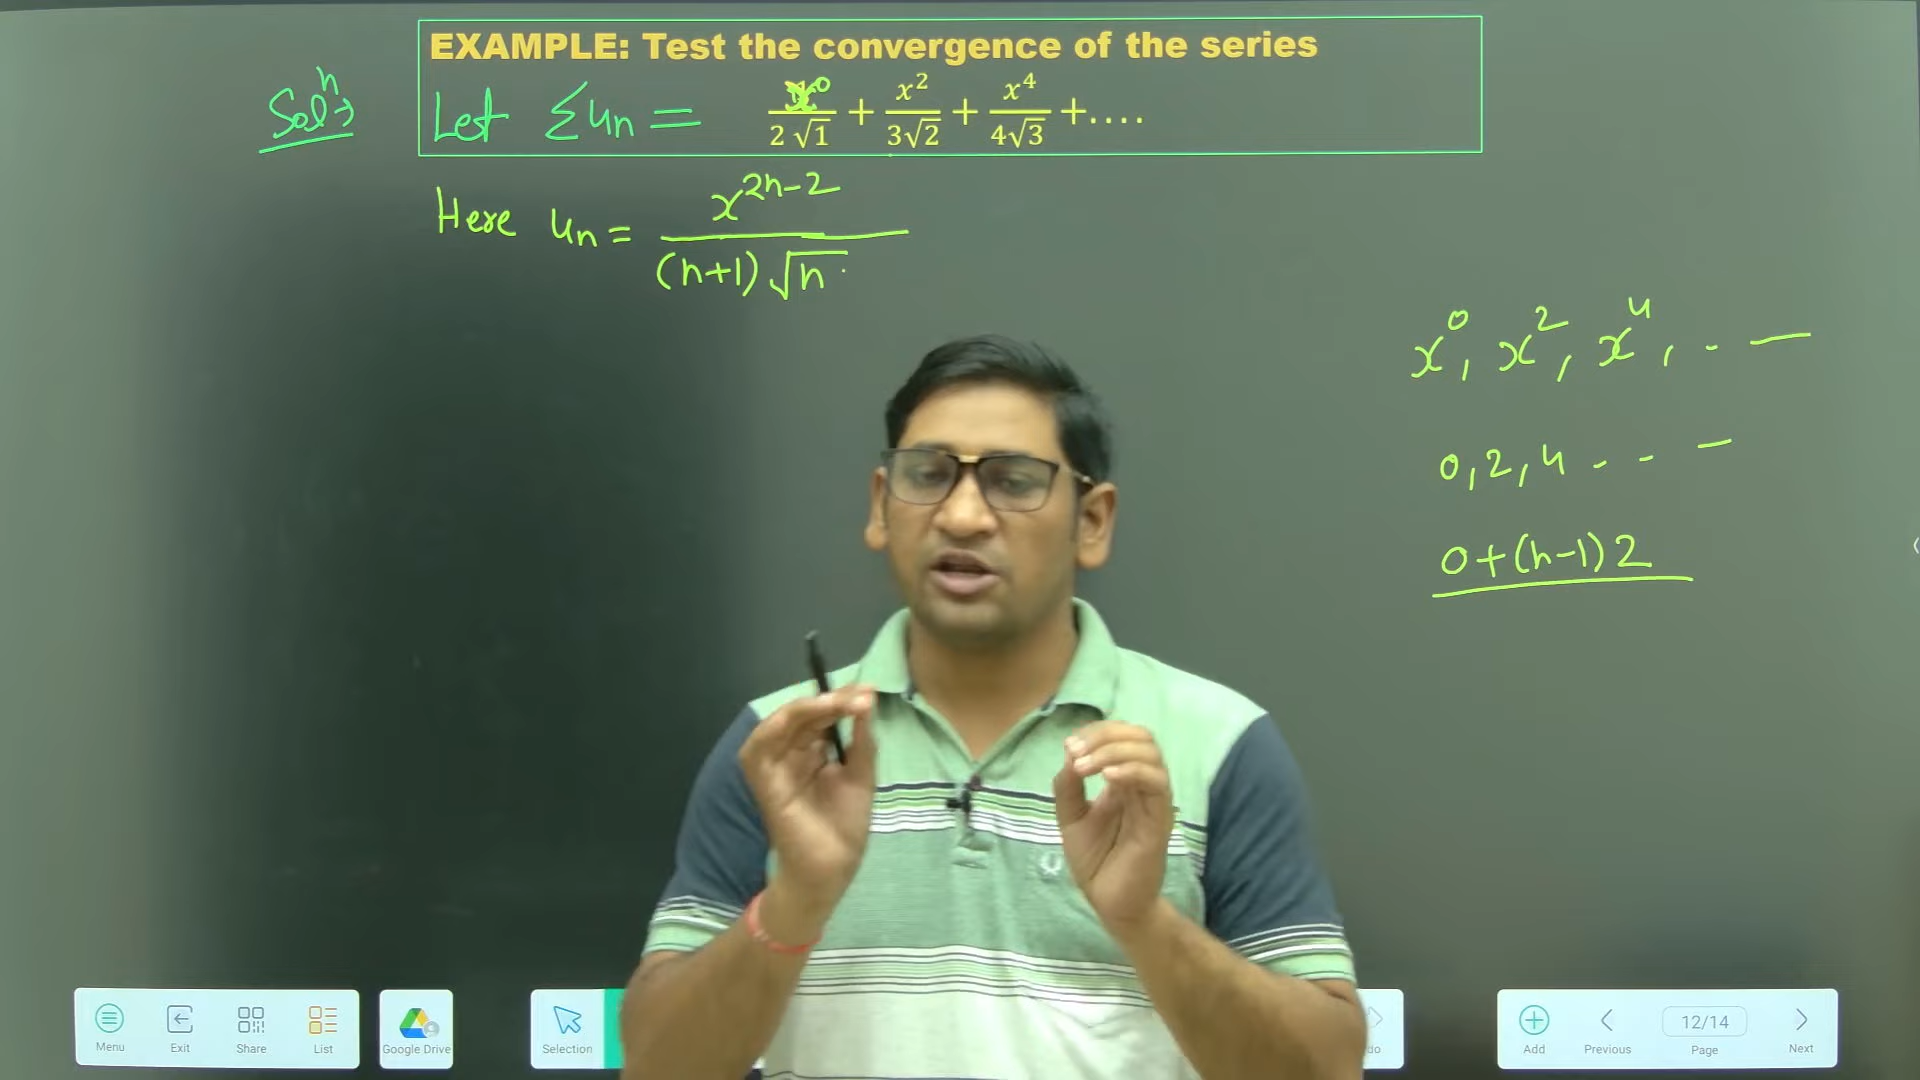 EXAMPLE: Test the convergence of the series
Solⁿ→ Let Σuₙ = x⁰/(2√1) + x²/(3√2) + x⁴/(4√3) +....
Here uₙ = x^(2n-2)/((n+1)√n)
x⁰, x², x⁴, . . —
0, 2, 4 - - —
0+(n-1)2
Menu
Exit
Share
List
Google Drive
Selection
do
Add
Previous
12/14
Page
Next